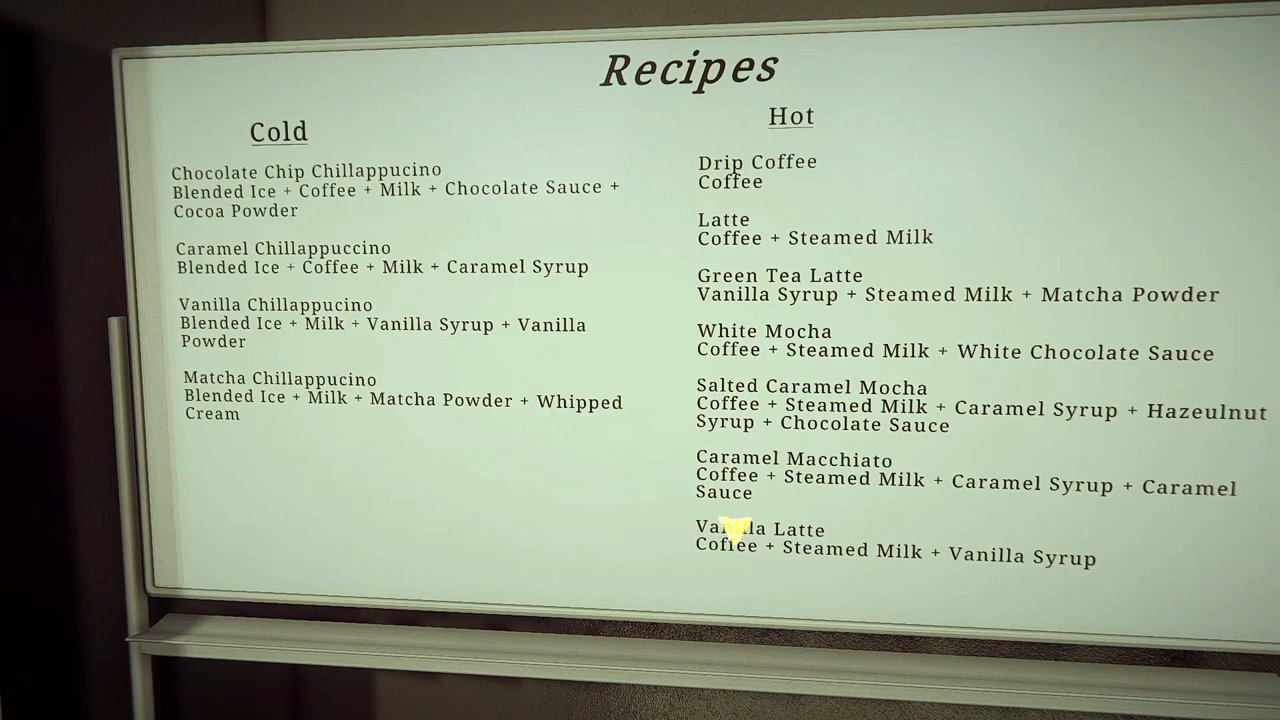 Recipes
Cold
Chocolate Chip Chillappucino
Blended Ice + Coffee + Milk + Chocolate Sauce +
Cocoa Powder
Caramel Chillappuccino
Blended Ice + Coffee + Milk + Caramel Syrup
Vanilla Chillappucino
Blended Ice + Milk + Vanilla Syrup + Vanilla
Powder
Matcha Chillappucino
Blended Ice + Milk + Matcha Powder + Whipped
Cream
Hot
Drip Coffee
Coffee
Latte
Coffee + Steamed Milk
Green Tea Latte
Vanilla Syrup + Steamed Milk + Matcha Powder
White Mocha
Coffee + Steamed Milk + White Chocolate Sauce
Salted Caramel Mocha
Coffee + Steamed Milk + Caramel Syrup + Hazeulnut
Syrup + Chocolate Sauce
Caramel Macchiato
Coffee + Steamed Milk + Caramel Syrup + Caramel
Sauce
Vanilla Latte
Coffee + Steamed Milk + Vanilla Syrup